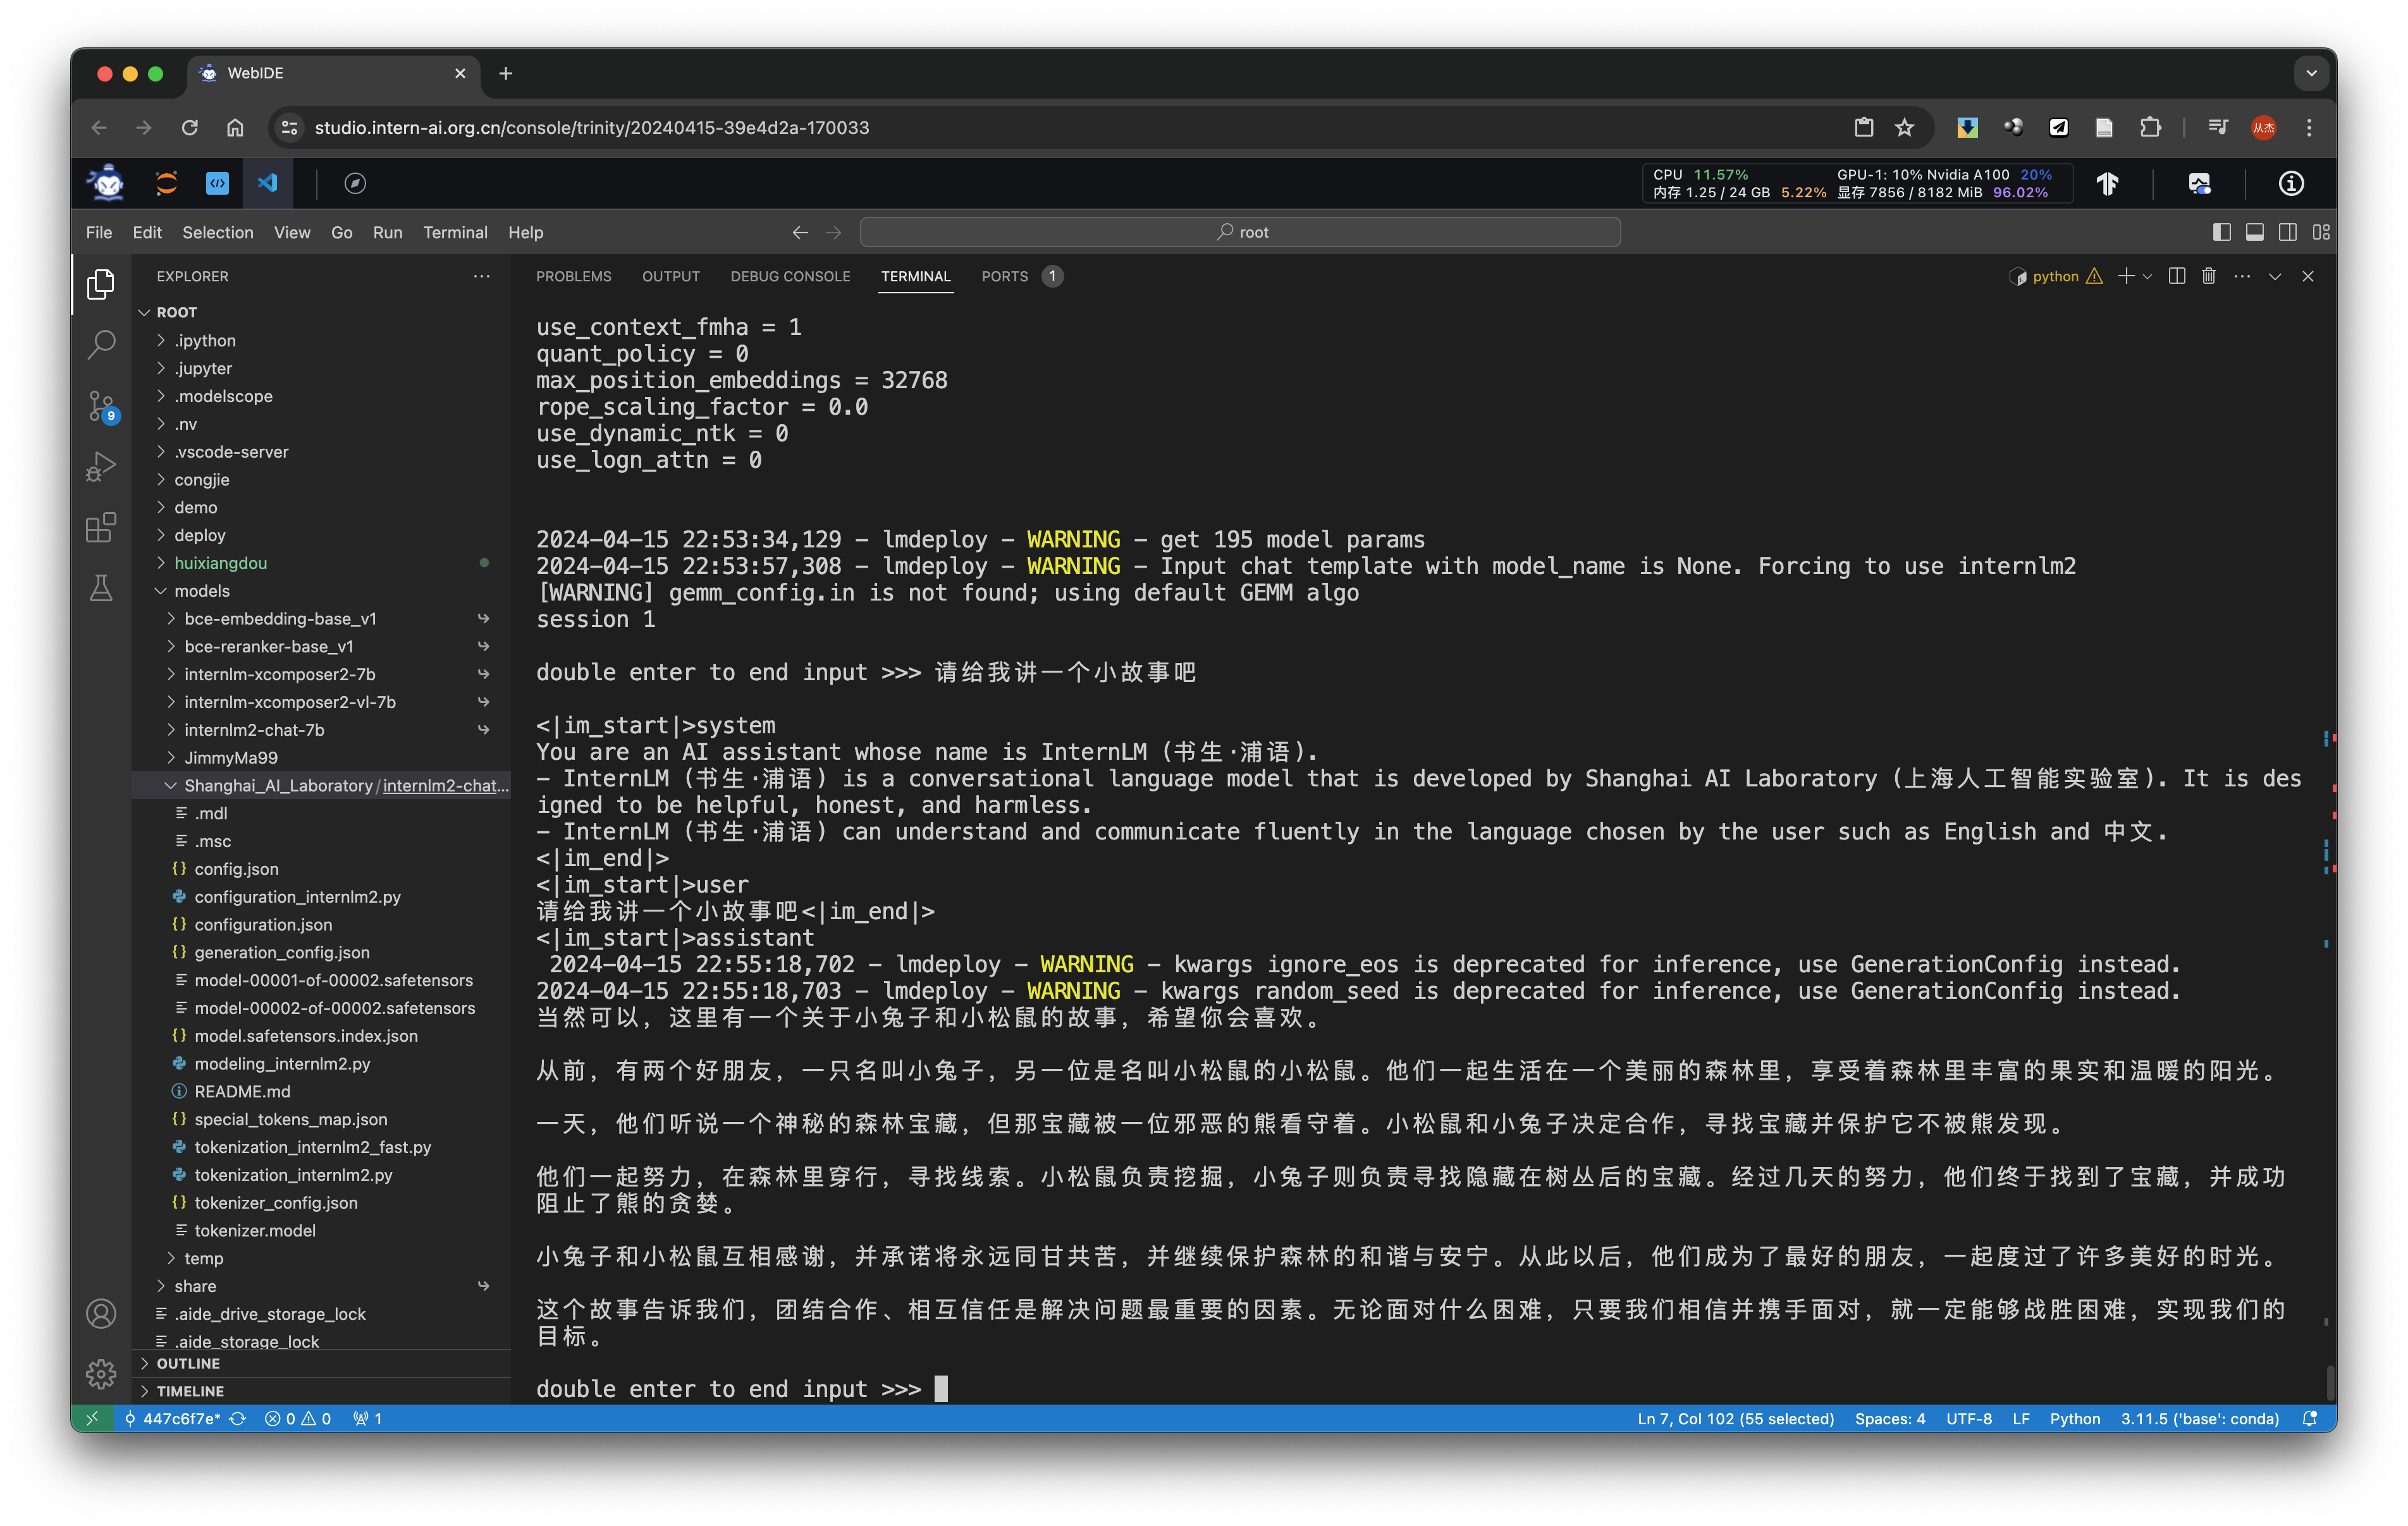 WebIDE
studio.intern-ai.org.cn/console/trinity/20240415-39e4d2a-170033
从杰
CPU 11.57% GPU-1: 10% Nvidia A100 20%
内存 1.25 / 24 GB 5.22% 显存 7856 / 8182 MiB 96.02%
File Edit Selection View Go Run Terminal Help
root
EXPLORER
PROBLEMS OUTPUT DEBUG CONSOLE TERMINAL PORTS 1
python
ROOT
.ipython
.jupyter
.modelscope
.nv
.vscode-server
congjie
demo
deploy
huixiangdou
models
bce-embedding-base_v1
bce-reranker-base_v1
internlm-xcomposer2-7b
internlm-xcomposer2-vl-7b
internlm2-chat-7b
JimmyMa99
Shanghai_AI_Laboratory/internlm2-chat...
.mdl
.msc
config.json
configuration_internlm2.py
configuration.json
generation_config.json
model-00001-of-00002.safetensors
model-00002-of-00002.safetensors
model.safetensors.index.json
modeling_internlm2.py
README.md
special_tokens_map.json
tokenization_internlm2_fast.py
tokenization_internlm2.py
tokenizer_config.json
tokenizer.model
temp
share
.aide_drive_storage_lock
.aide_storage_lock
OUTLINE
TIMELINE
9
use_context_fmha = 1
quant_policy = 0
max_position_embeddings = 32768
rope_scaling_factor = 0.0
use_dynamic_ntk = 0
use_logn_attn = 0
2024-04-15 22:53:34,129 - lmdeploy - WARNING - get 195 model params
2024-04-15 22:53:57,308 - lmdeploy - WARNING - Input chat template with model_name is None. Forcing to use internlm2
[WARNING] gemm_config.in is not found; using default GEMM algo
session 1
double enter to end input >>> 请给我讲一个小故事吧
<|im_start|>system
You are an AI assistant whose name is InternLM (书生·浦语).
- InternLM (书生·浦语) is a conversational language model that is developed by Shanghai AI Laboratory (上海人工智能实验室). It is des
igned to be helpful, honest, and harmless.
- InternLM (书生·浦语) can understand and communicate fluently in the language chosen by the user such as English and 中文.
<|im_end|>
<|im_start|>user
请给我讲一个小故事吧<|im_end|>
<|im_start|>assistant
2024-04-15 22:55:18,702 - lmdeploy - WARNING - kwargs ignore_eos is deprecated for inference, use GenerationConfig instead.
2024-04-15 22:55:18,703 - lmdeploy - WARNING - kwargs random_seed is deprecated for inference, use GenerationConfig instead.
当然可以，这里有一个关于小兔子和小松鼠的故事，希望你会喜欢。
从前，有两个好朋友，一只名叫小兔子，另一位是名叫小松鼠的小松鼠。他们一起生活在一个美丽的森林里，享受着森林里丰富的果实和温暖的阳光。
一天，他们听说一个神秘的森林宝藏，但那宝藏被一位邪恶的熊看守着。小松鼠和小兔子决定合作，寻找宝藏并保护它不被熊发现。
他们一起努力，在森林里穿行，寻找线索。小松鼠负责挖掘，小兔子则负责寻找隐藏在树丛后的宝藏。经过几天的努力，他们终于找到了宝藏，并成功
阻止了熊的贪婪。
小兔子和小松鼠互相感谢，并承诺将永远同甘共苦，并继续保护森林的和谐与安宁。从此以后，他们成为了最好的朋友，一起度过了许多美好的时光。
这个故事告诉我们，团结合作、相互信任是解决问题最重要的因素。无论面对什么困难，只要我们相信并携手面对，就一定能够战胜困难，实现我们的
目标。
double enter to end input >>>
447c6f7e* 0 0 1
Ln 7, Col 102 (55 selected) Spaces: 4 UTF-8 LF Python 3.11.5 ('base': conda)